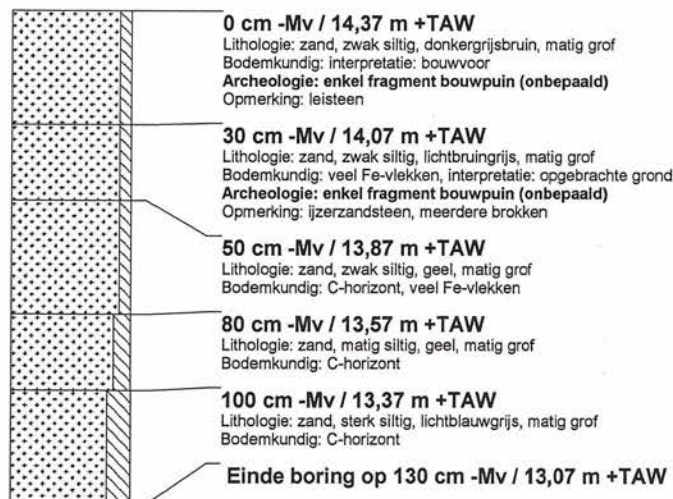 0 cm -Mv / 14,37 m +TAW
Lithologie: zand, zwak siltig, donkergrijsbruin, matig grof
Bodemkundig: interpretatie: bouwvoor
Archeologie: enkel fragment bouwpuin (onbepaald)
Opmerking: leisteen
30 cm -Mv / 14,07 m +TAW
Lithologie: zand, zwak siltig, lichtbruingrijs, matig grof
Bodemkundig: veel Fe-vlekken, interpretatie: opgebrachte grond
Archeologie: enkel fragment bouwpuin (onbepaald)
Opmerking: ijzerzandsteen, meerdere brokken
50 cm -Mv / 13,87 m +TAW
Lithologie: zand, zwak siltig, geel, matig grof
Bodemkundig: C-horizont, veel Fe-vlekken
80 cm -Mv / 13,57 m +TAW
Lithologie: zand, matig siltig, geel, matig grof
Bodemkundig: C-horizont
100 cm -Mv / 13,37 m +TAW
Lithologie: zand, sterk siltig, lichtblauwgrijs, matig grof
Bodemkundig: C-horizont
Einde boring op 130 cm -Mv / 13,07 m +TAW